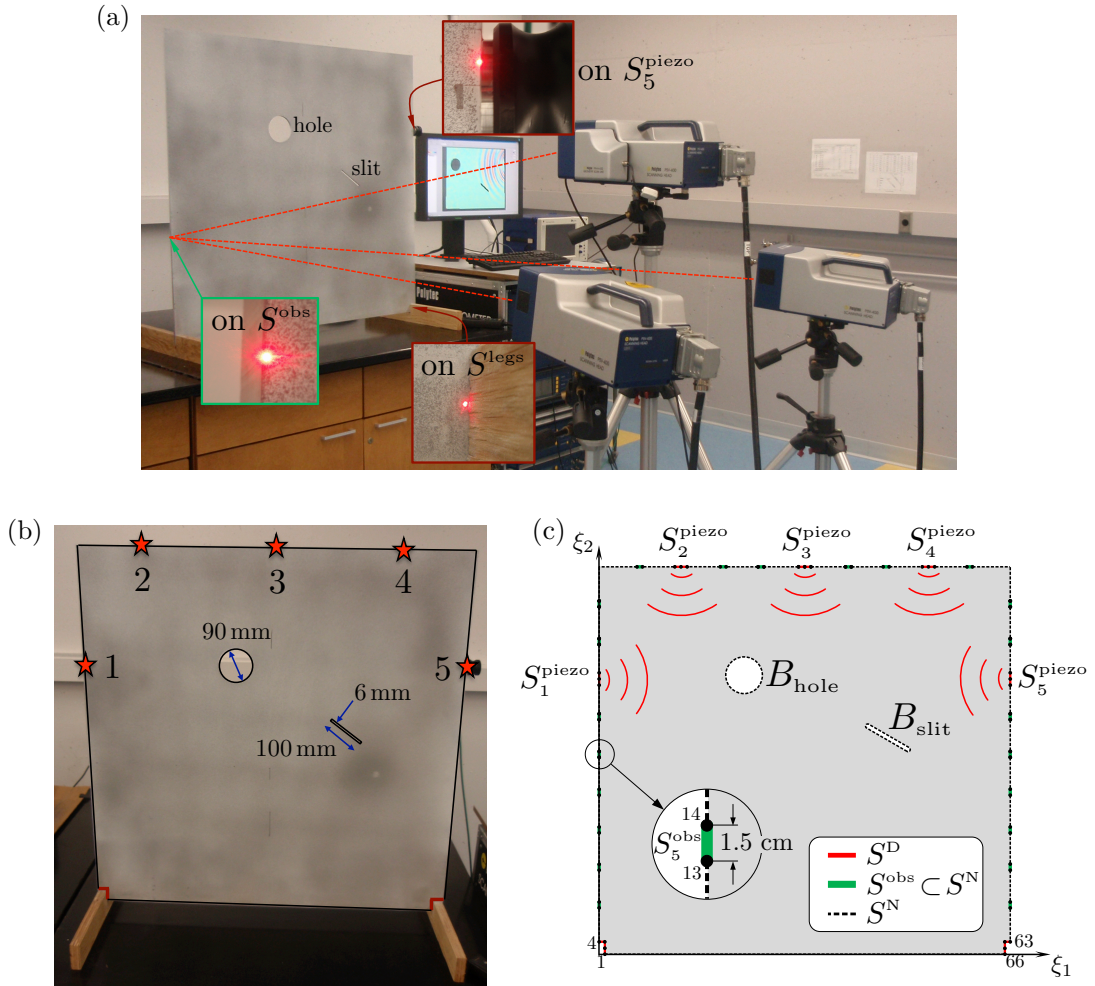 (a)
on S₅ᵖⁱᵉᶻᵒ
hole
slit
on Sᵒᵇˢ
on Sˡᵉᵍˢ
Polytec
(b)
1
2
3
4
5
90 mm
6 mm
100 mm
(c)
ξ₂
S₂ᵖⁱᵉᶻᵒ
S₃ᵖⁱᵉᶻᵒ
S₄ᵖⁱᵉᶻᵒ
S₁ᵖⁱᵉᶻᵒ
B_hole
S₅ᵖⁱᵉᶻᵒ
B_slit
14
S₅ᵒᵇˢ
1.5 cm
13
Sᴰ
Sᵒᵇˢ ⊂ Sᴺ
Sᴺ
4
63
1
66
ξ₁